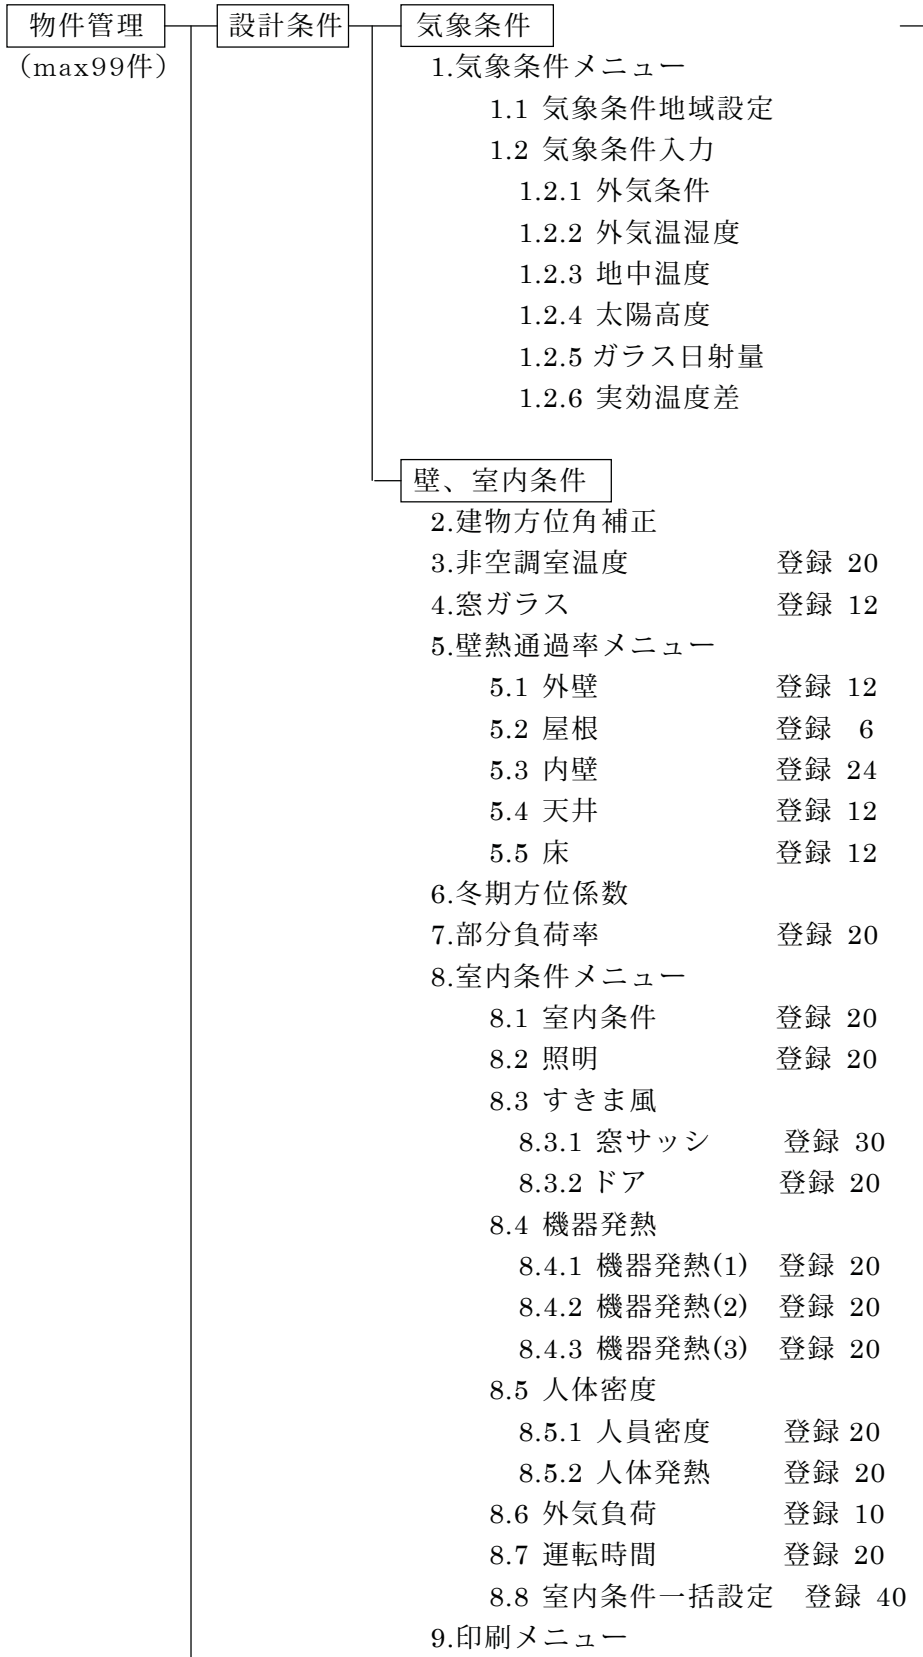 物件管理 設計条件 気象条件
（max99件） 1.気象条件メニュー
1.1 気象条件地域設定
1.2 気象条件入力
1.2.1 外気条件
1.2.2 外気温湿度
1.2.3 地中温度
1.2.4 太陽高度
1.2.5 ガラス日射量
1.2.6 実効温度差
壁、室内条件
2.建物方位角補正
3.非空調室温度 登録 20
4.窓ガラス 登録 12
5.壁熱通過率メニュー
5.1 外壁 登録 12
5.2 屋根 登録 6
5.3 内壁 登録 24
5.4 天井 登録 12
5.5 床 登録 12
6.冬期方位係数
7.部分負荷率 登録 20
8.室内条件メニュー
8.1 室内条件 登録 20
8.2 照明 登録 20
8.3 すきま風
8.3.1 窓サッシ 登録 30
8.3.2 ドア 登録 20
8.4 機器発熱
8.4.1 機器発熱(1) 登録 20
8.4.2 機器発熱(2) 登録 20
8.4.3 機器発熱(3) 登録 20
8.5 人体密度
8.5.1 人員密度 登録 20
8.5.2 人体発熱 登録 20
8.6 外気負荷 登録 10
8.7 運転時間 登録 20
8.8 室内条件一括設定 登録 40
9.印刷メニュー